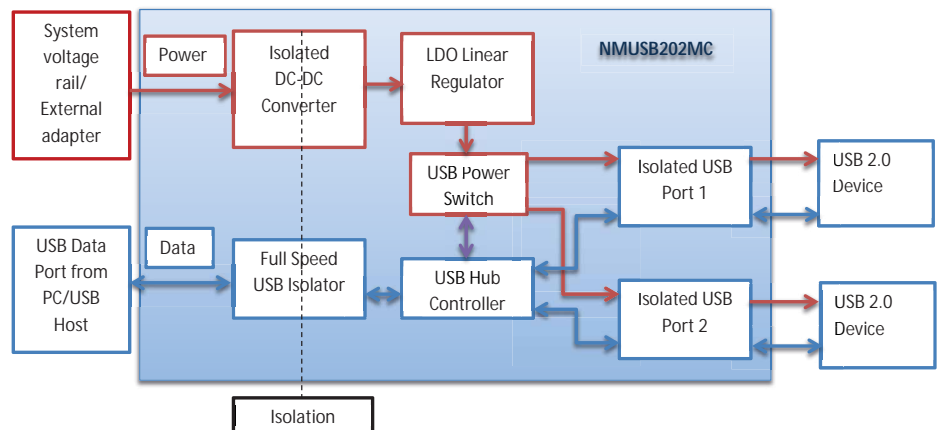 System
voltage
rail/
External
adapter
Power
Isolated
DC-DC
Converter
LDO Linear
Regulator
NMUSB202MC
USB Power
Switch
Isolated USB
Port 1
USB 2.0
Device
USB Data
Port from
PC/USB
Host
Data
Full Speed
USB Isolator
USB Hub
Controller
Isolated USB
Port 2
USB 2.0
Device
Isolation